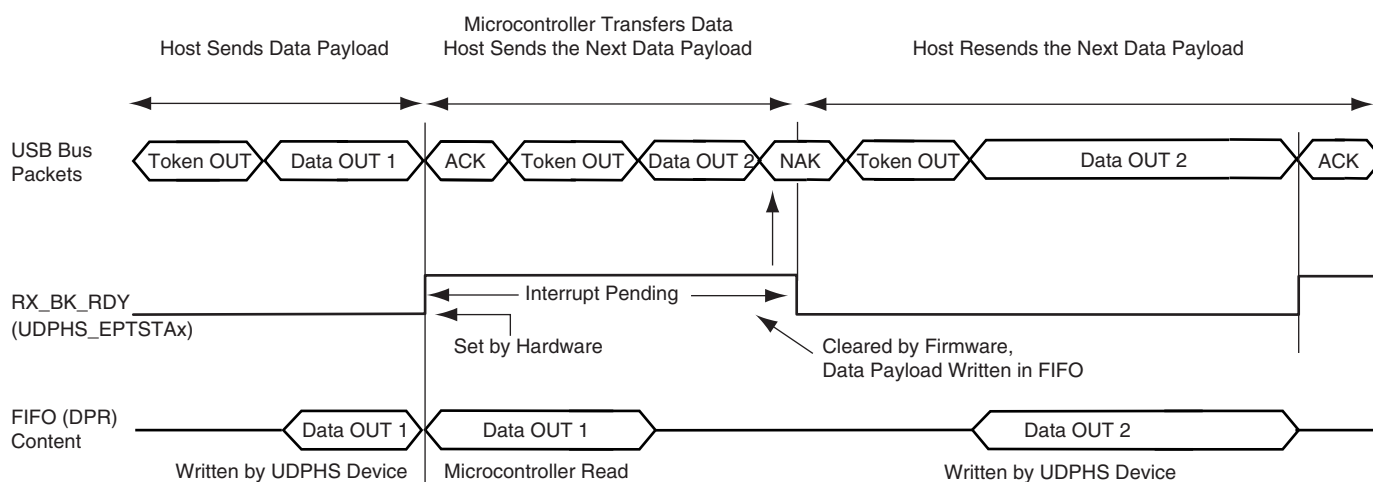 Host Sends Data Payload
Microcontroller Transfers Data
Host Sends the Next Data Payload
Host Resends the Next Data Payload
USB Bus
Packets
Token OUT
Data OUT 1
ACK
Token OUT
Data OUT 2
NAK
Token OUT
Data OUT 2
ACK
RX_BK_RDY
(UDPHS_EPTSTAx)
Interrupt Pending
Set by Hardware
Cleared by Firmware,
Data Payload Written in FIFO
FIFO (DPR)
Content
Data OUT 1
Data OUT 1
Data OUT 2
Written by UDPHS Device
Microcontroller Read
Written by UDPHS Device